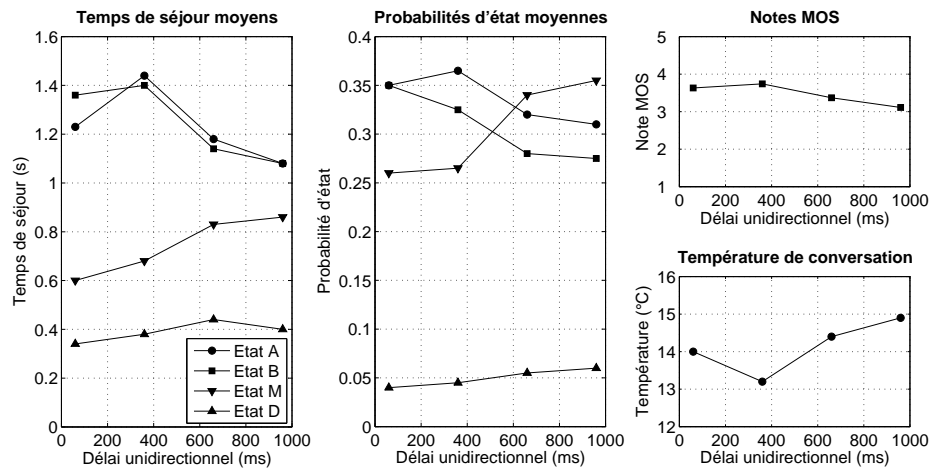 Temps de séjour moyens
1.6
1.4
1.2
1
0.8
0.6
0.4
0.2
0
Temps de séjour (s)
Etat A
Etat B
Etat M
Etat D
0 200 400 600 800 1000
Délai unidirectionnel (ms)
Probabilités d'état moyennes
0.4
0.35
0.3
0.25
0.2
0.15
0.1
0.05
0
Probabilité d'état
0 200 400 600 800 1000
Délai unidirectionnel (ms)
Notes MOS
5
4
3
2
1
Note MOS
0 200 400 600 800 1000
Délai unidirectionnel (ms)
Température de conversation
16
15
14
13
12
Température (°C)
0 200 400 600 800 1000
Délai unidirectionnel (ms)